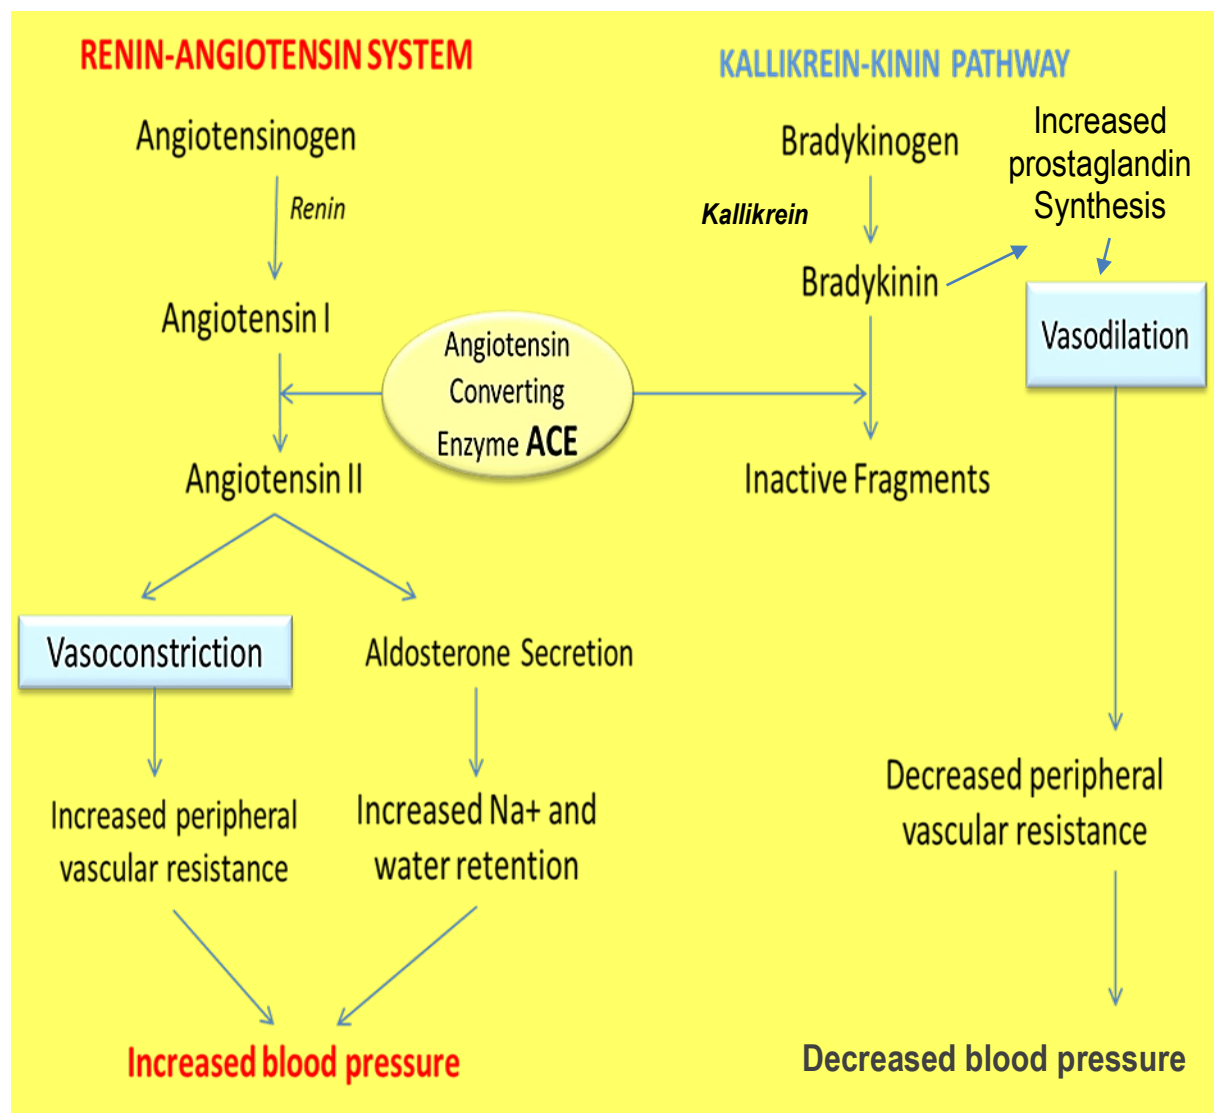 RENIN-ANGIOTENSIN SYSTEM
Angiotensinogen
Renin
Angiotensin I
Angiotensin
Converting
Enzyme ACE
Angiotensin II
Vasoconstriction
Aldosterone Secretion
Increased peripheral
vascular resistance
Increased Na+ and
water retention
Increased blood pressure
KALLIKREIN-KININ PATHWAY
Bradykinogen
Kallikrein
Bradykinin
Increased
prostaglandin
Synthesis
Vasodilation
Inactive Fragments
Decreased peripheral
vascular resistance
Decreased blood pressure